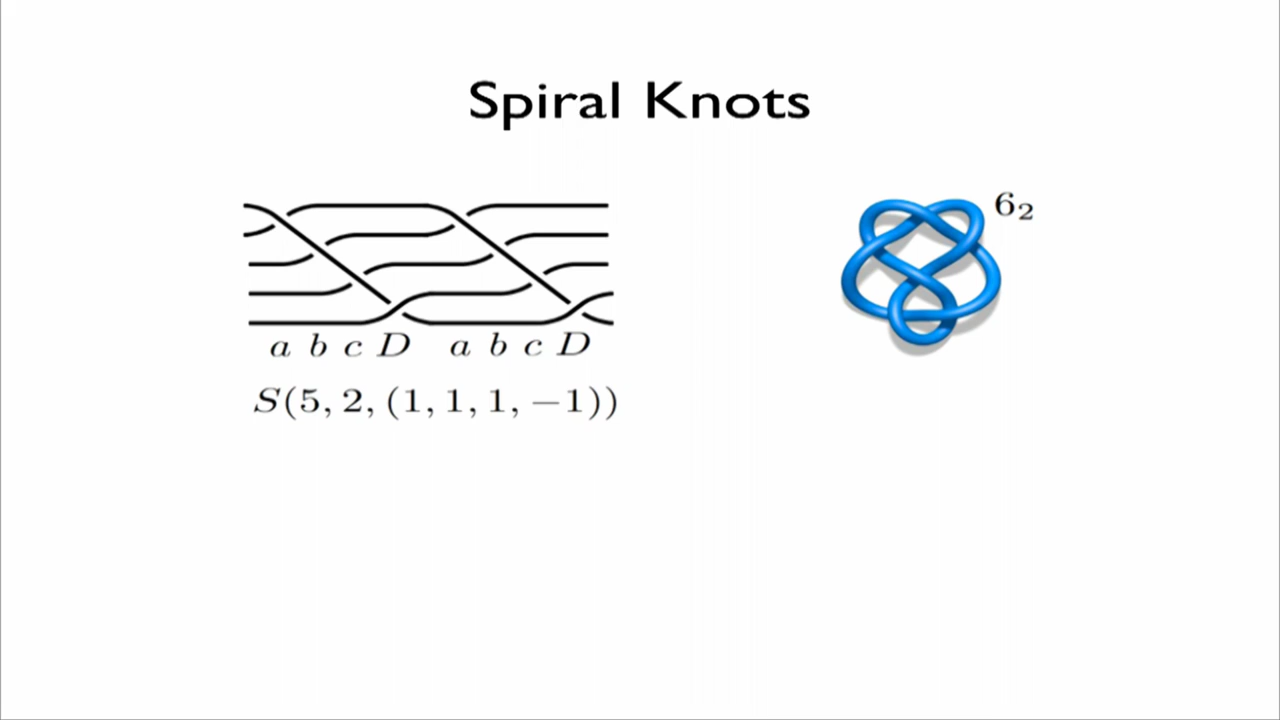 Spiral Knots
6₂
a b c D a b c D
S(5, 2, (1, 1, 1, −1))